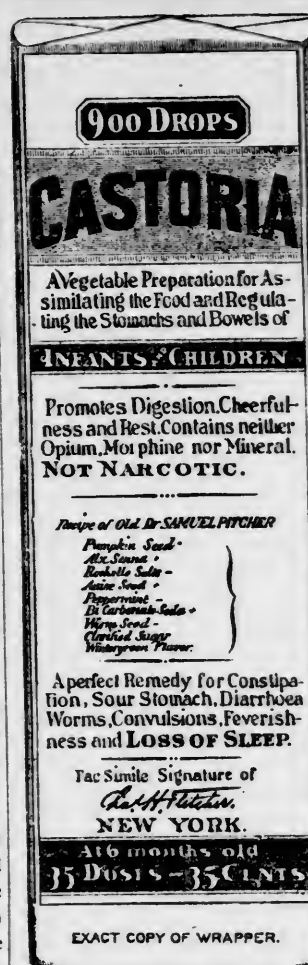 900 DROPS
CASTORIA
A Vegetable Preparation for As-
similating the Food and Regula-
ting the Stomachs and Bowels of
INFANTS & CHILDREN
Promotes Digestion, Cheerful-
ness and Rest. Contains neither
Opium, Morphine nor Mineral.
NOT NARCOTIC.
Recipe of Old Dr SAMUEL PITCHER
Pumpkin Seed -
Alx. Senna +
Rochelle Salts -
Anise Seed +
Peppermint -
Bi Carbonate Soda +
Worm Seed -
Clarified Sugar
Wintergreen Flavor.
A perfect Remedy for Constipa-
tion, Sour Stomach, Diarrhoea
Worms, Convulsions, Feverish-
ness and LOSS OF SLEEP.
Fac Simile Signature of
Chas. H. Fletcher.
NEW YORK.
At 6 months old
35 DOSES – 35 CENTS
EXACT COPY OF WRAPPER.